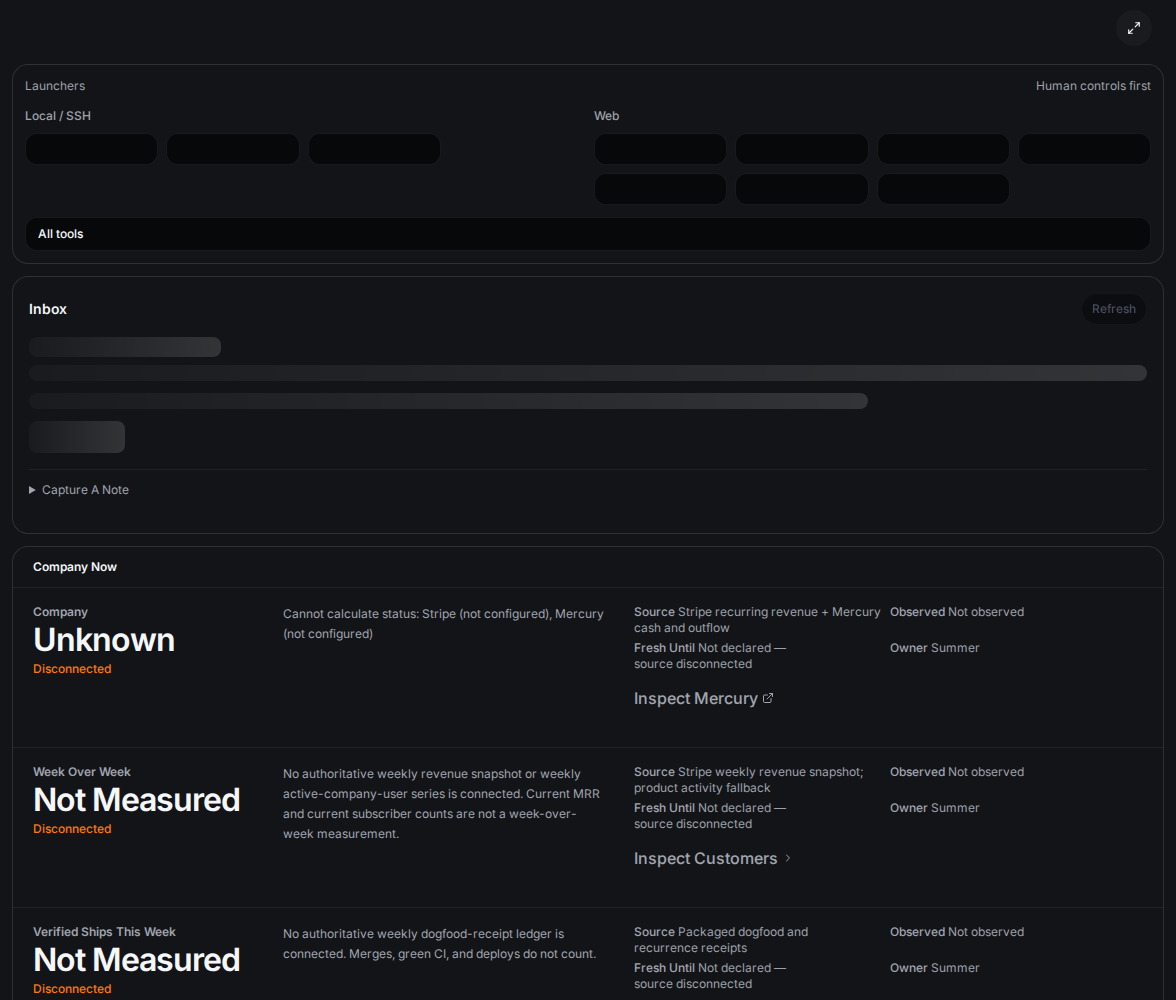 Launchers
Human controls first
Local / SSH
Web
All tools
Inbox
Refresh
Capture A Note
Company Now
Company
Unknown
Disconnected
Cannot calculate status: Stripe (not configured), Mercury
(not configured)
Source Stripe recurring revenue + Mercury
cash and outflow
Observed Not observed
Fresh Until Not declared —
source disconnected
Owner Summer
Inspect Mercury
Week Over Week
Not Measured
Disconnected
No authoritative weekly revenue snapshot or weekly
active-company-user series is connected. Current MRR
and current subscriber counts are not a week-over-
week measurement.
Source Stripe weekly revenue snapshot;
product activity fallback
Observed Not observed
Fresh Until Not declared —
source disconnected
Owner Summer
Inspect Customers
Verified Ships This Week
Not Measured
Disconnected
No authoritative weekly dogfood-receipt ledger is
connected. Merges, green CI, and deploys do not count.
Source Packaged dogfood and
recurrence receipts
Observed Not observed
Fresh Until Not declared —
source disconnected
Owner Summer